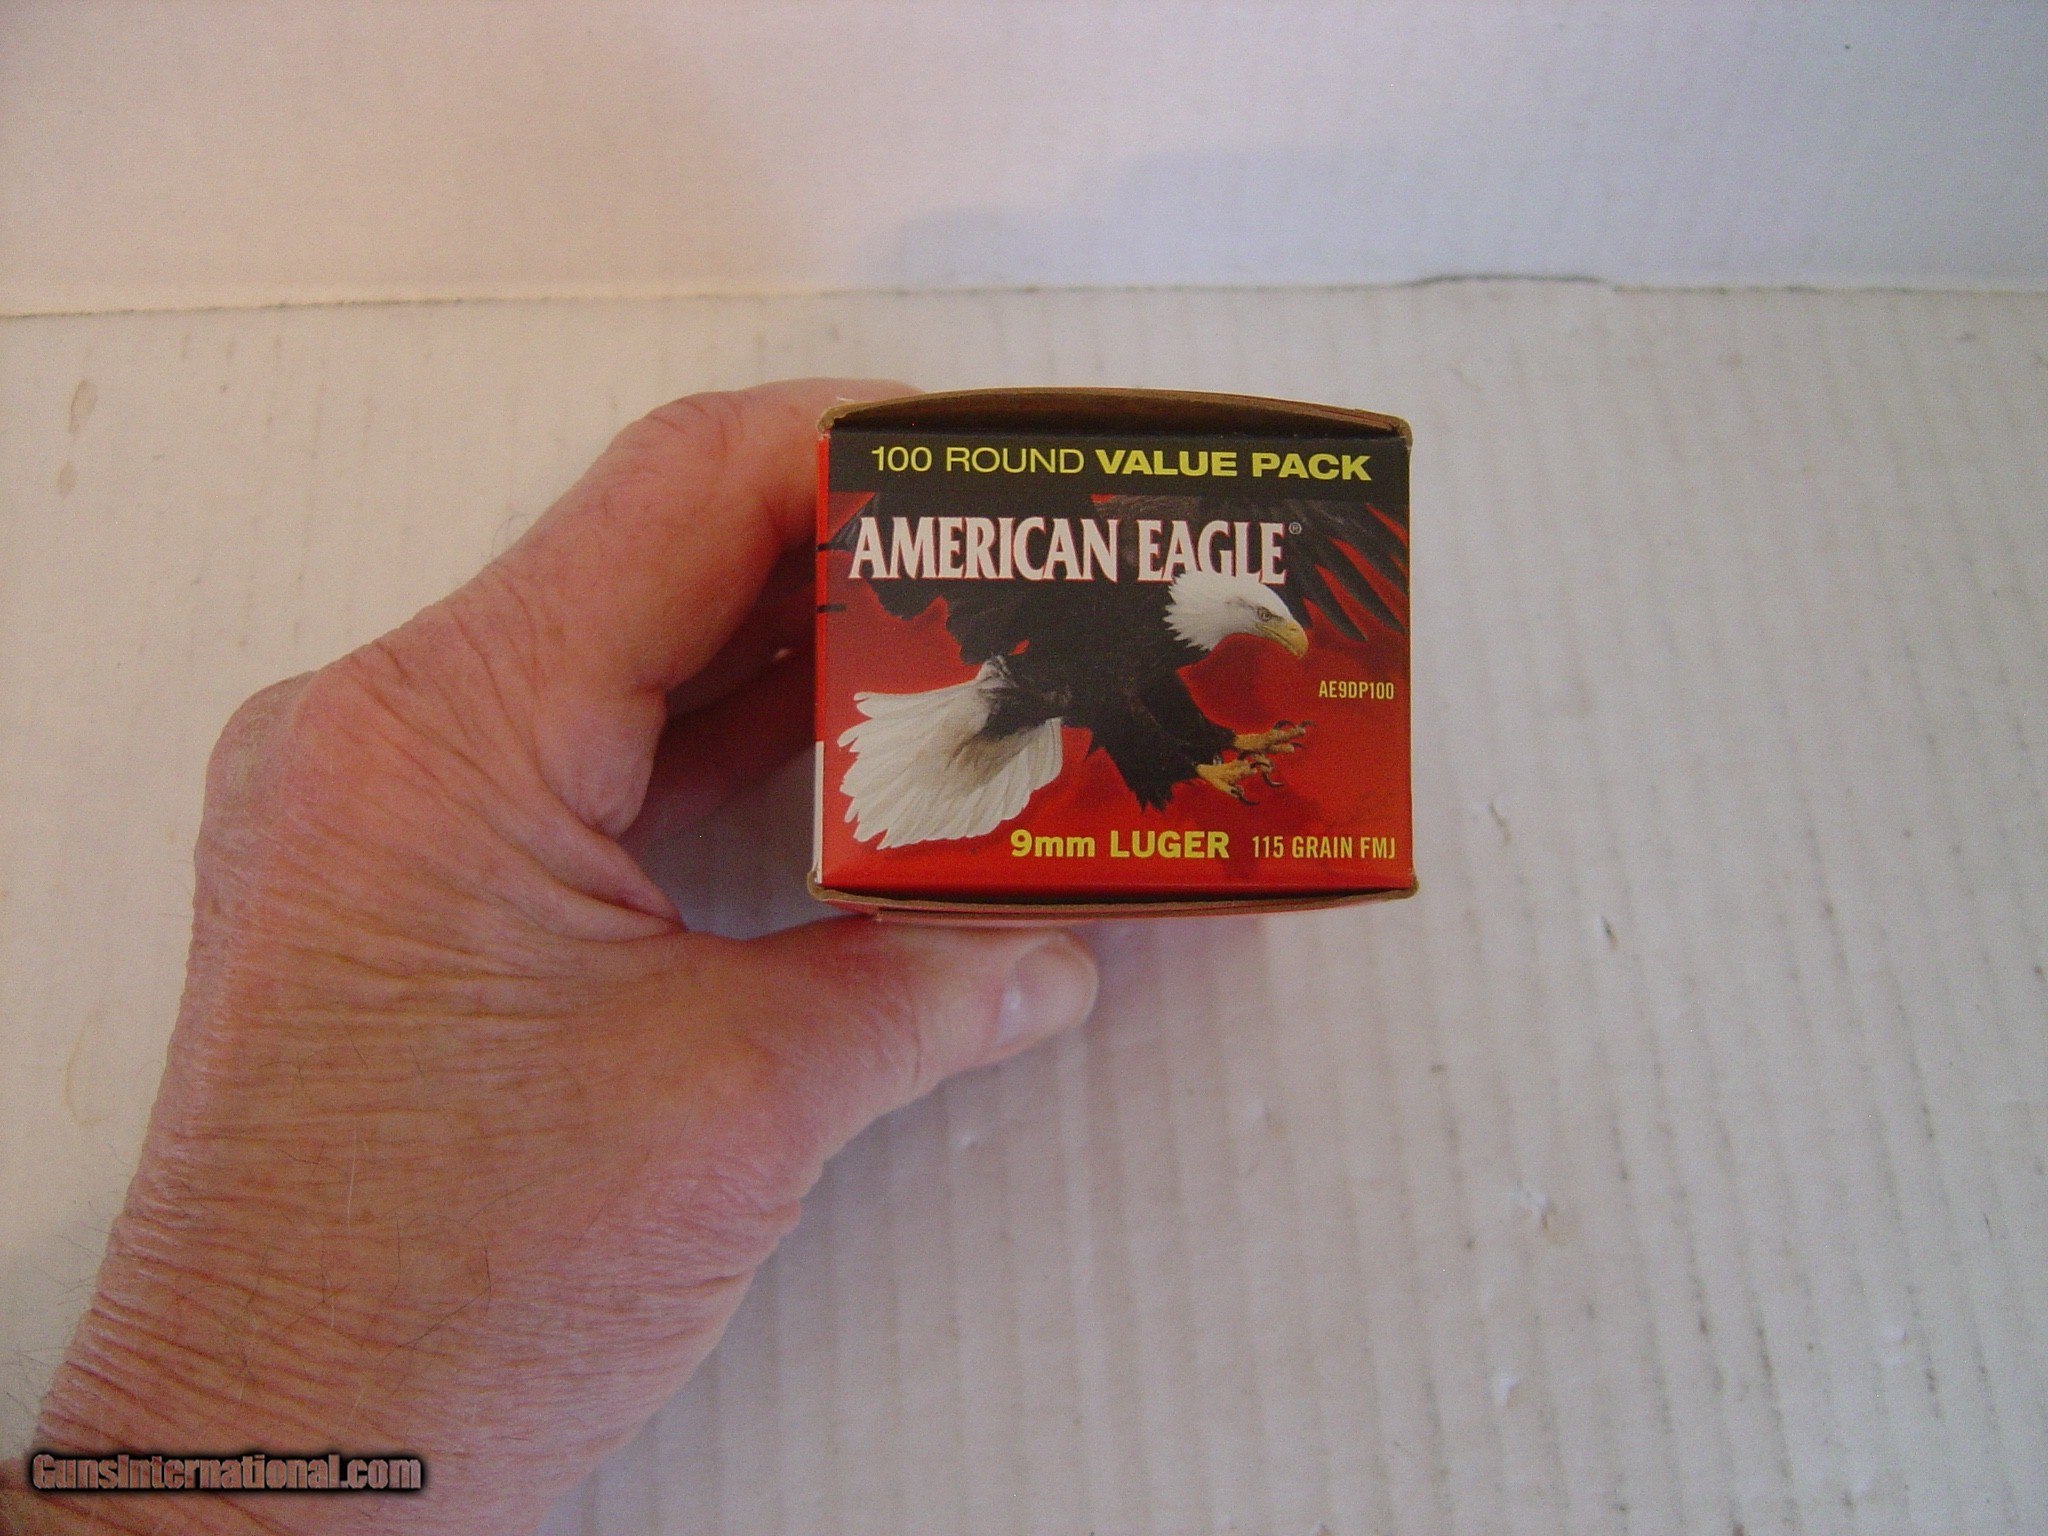 100 ROUND VALUE PACK
AMERICAN EAGLE®
AE9DP100
9mm LUGER 115 GRAIN FMJ
GunsInternational.com